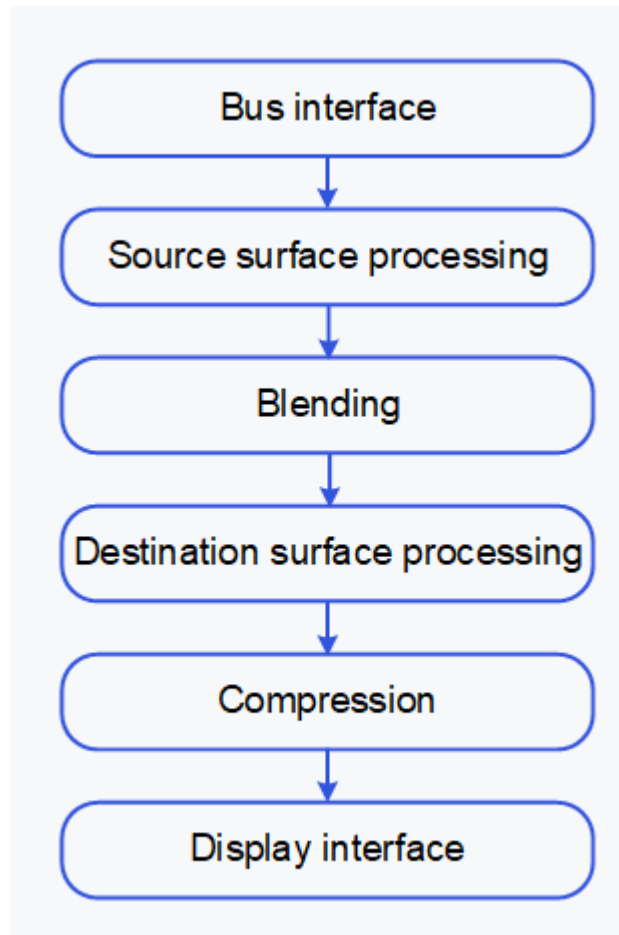 Bus interface
Source surface processing
Blending
Destination surface processing
Compression
Display interface